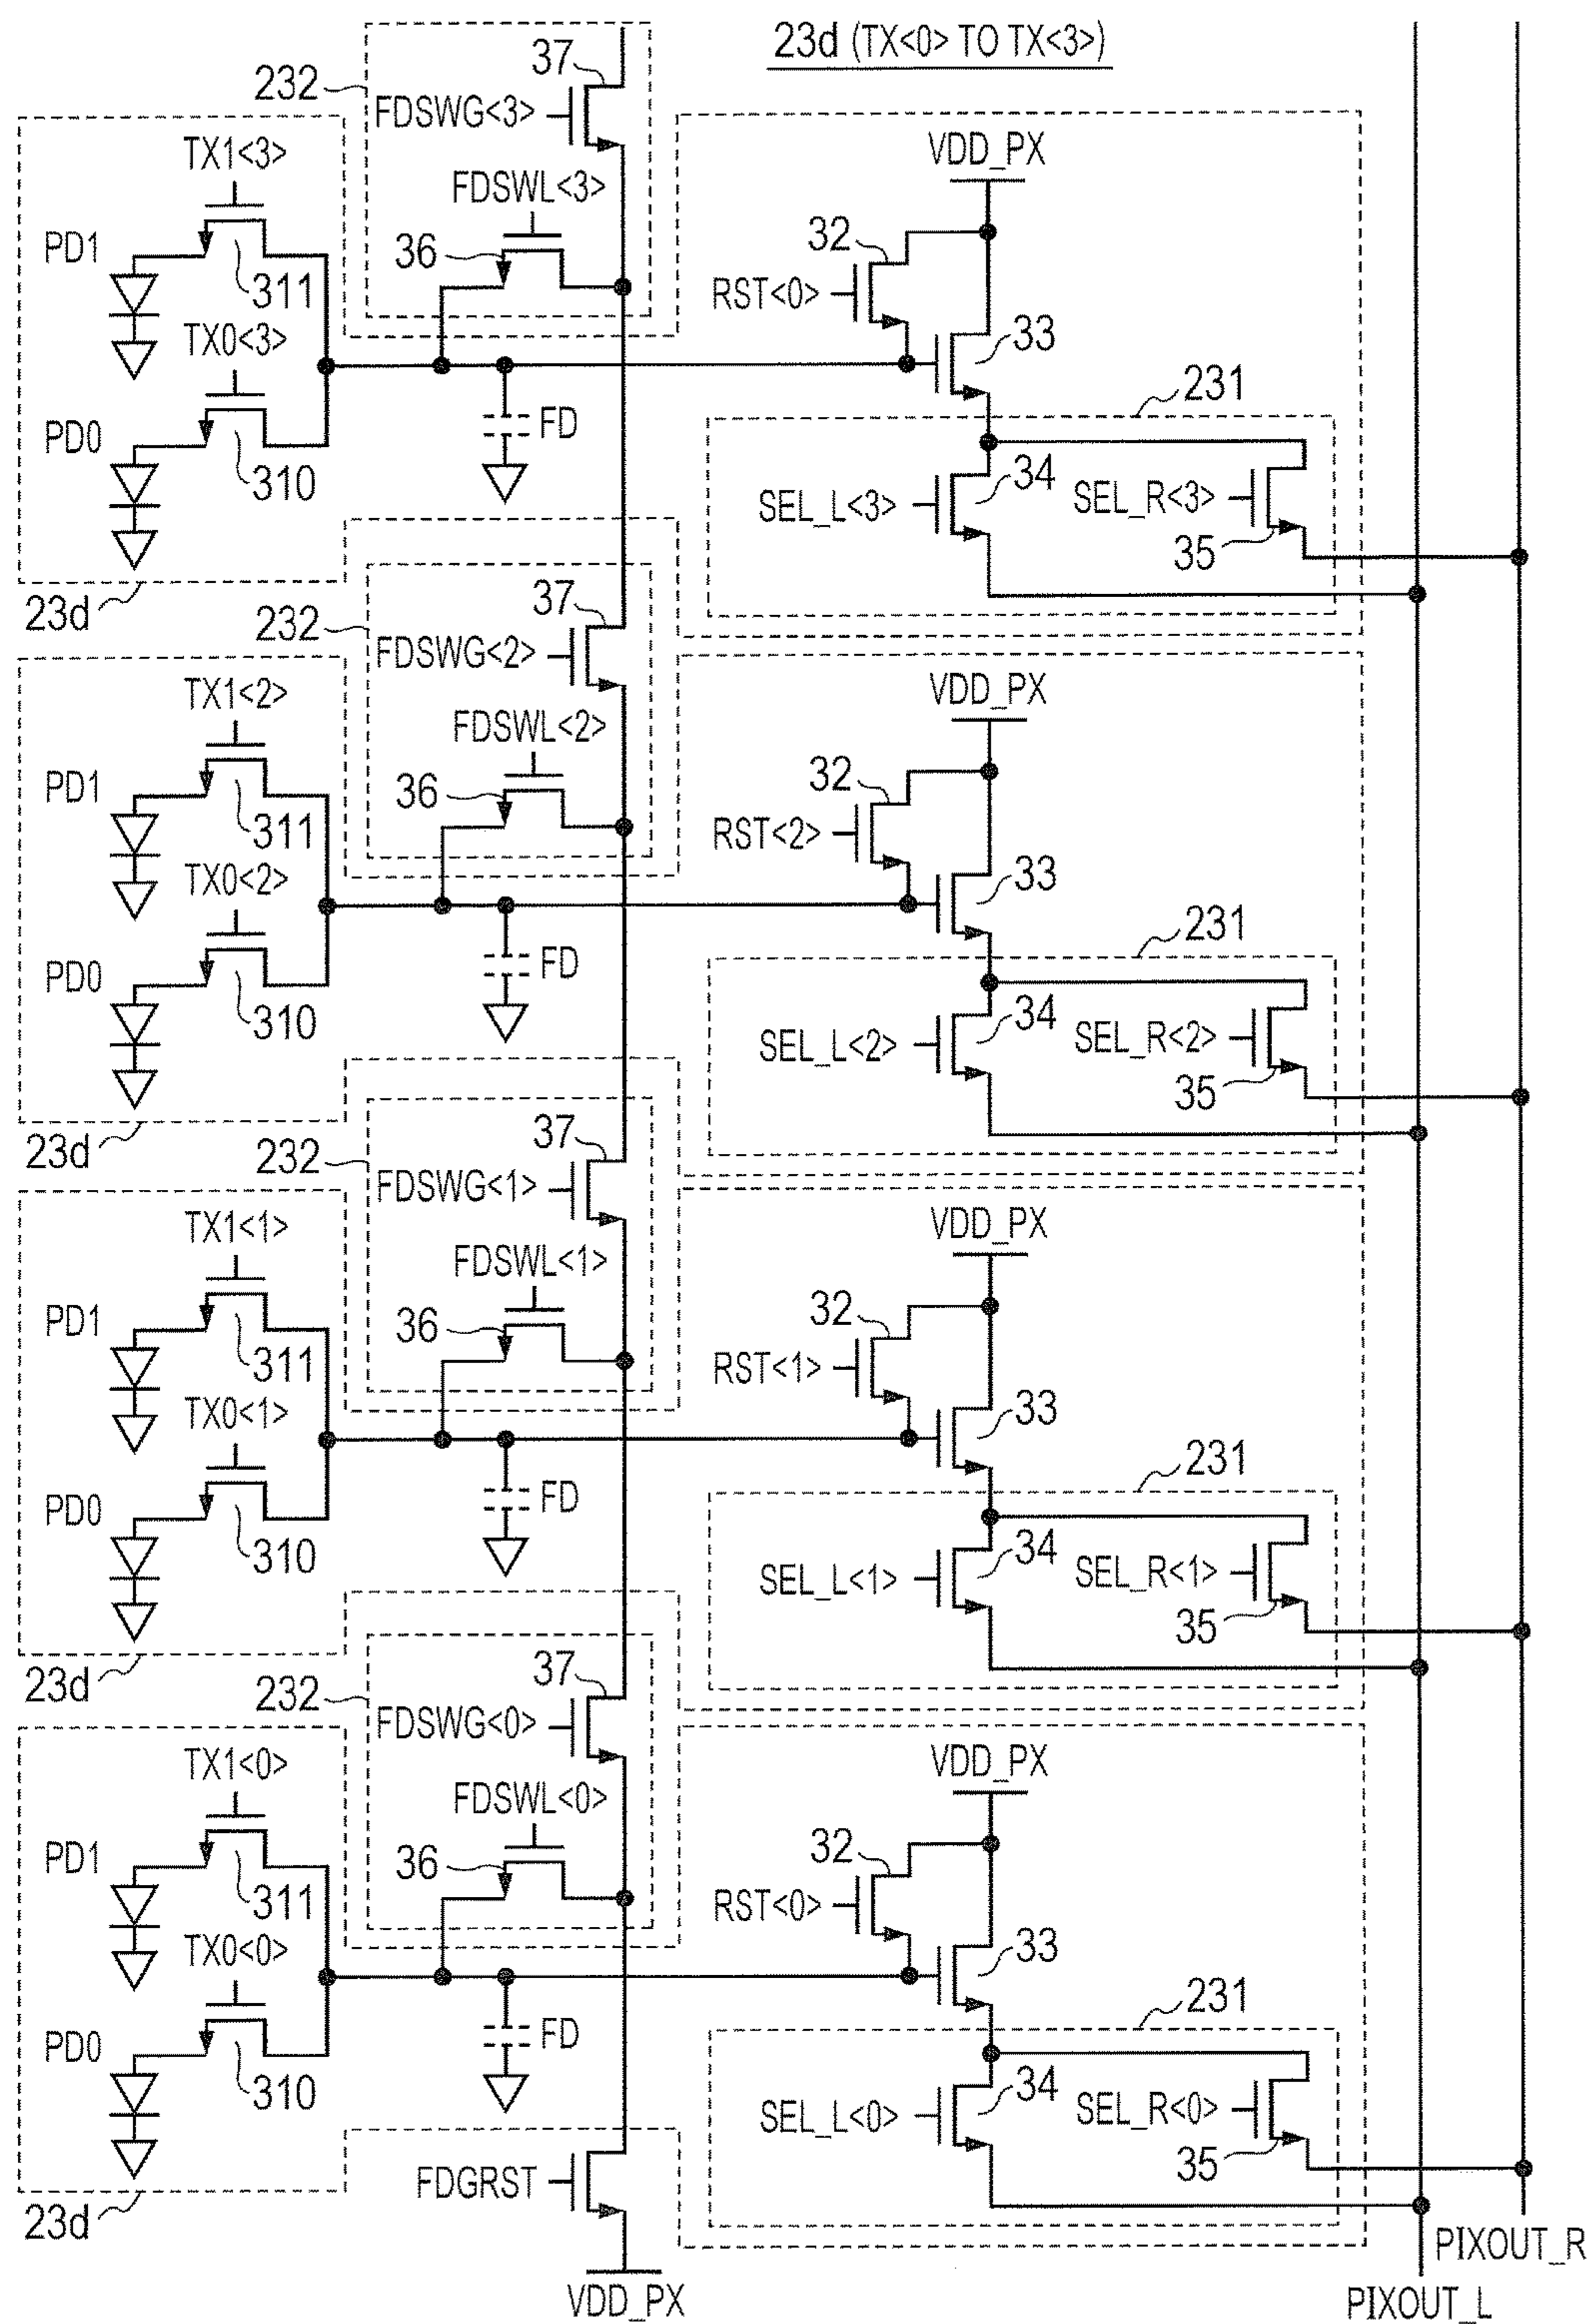 23d (TX<0> TO TX<3>)
37
232
FDSWG<3>
TX1<3>
VDD_PX
FDSWL<3>
32
PD1
36
311
RST<0>
TX0<3>
33
231
PD0
FD
310
34
SEL_L<3>
SEL_R<3>
35
23d
37
232
FDSWG<2>
TX1<2>
VDD_PX
FDSWL<2>
32
PD1
36
311
RST<2>
TX0<2>
33
231
PD0
FD
310
34
SEL_L<2>
SEL_R<2>
35
23d
37
232
FDSWG<1>
TX1<1>
VDD_PX
FDSWL<1>
32
PD1
36
311
RST<1>
TX0<1>
33
231
PD0
FD
310
34
SEL_L<1>
SEL_R<1>
35
23d
37
232
FDSWG<0>
TX1<0>
VDD_PX
FDSWL<0>
32
PD1
36
311
RST<0>
TX0<0>
33
231
PD0
FD
310
34
SEL_L<0>
SEL_R<0>
35
FDGRST
23d
PIXOUT_R
VDD_PX
PIXOUT_L